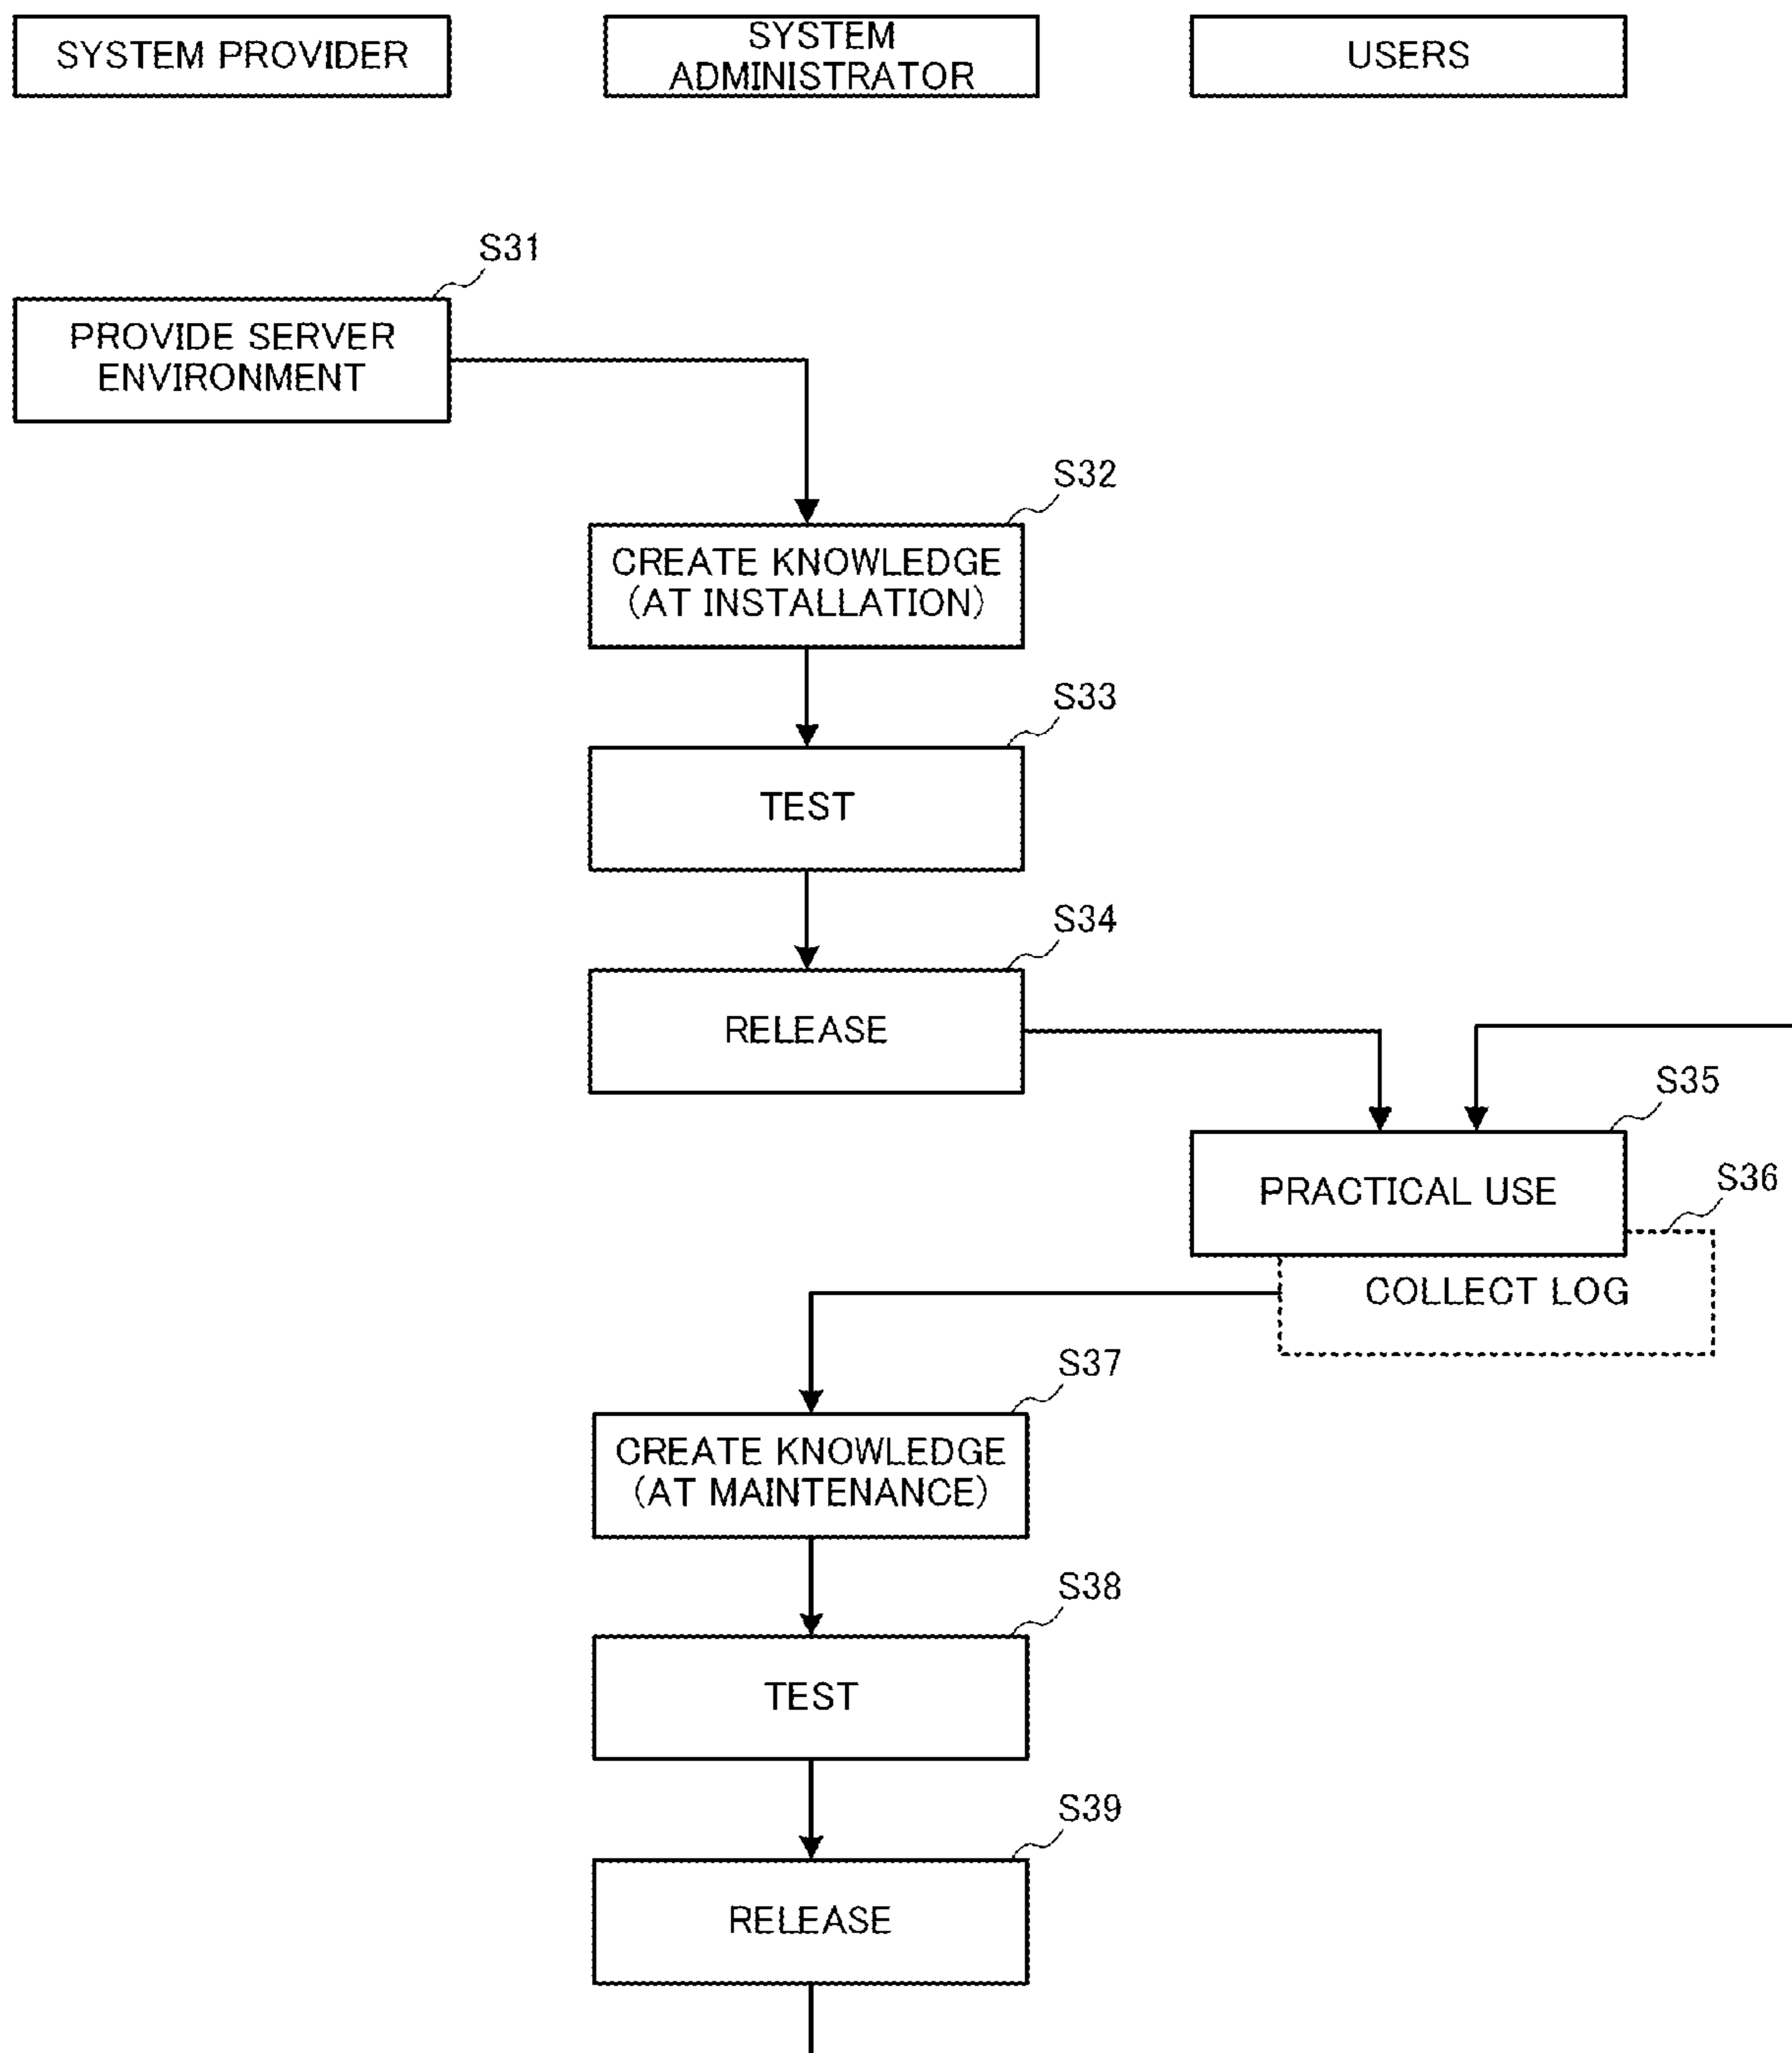 SYSTEM PROVIDER
SYSTEM
ADMINISTRATOR
USERS
S31
PROVIDE SERVER
ENVIRONMENT
S32
CREATE KNOWLEDGE
(AT INSTALLATION)
S33
TEST
S34
RELEASE
S35
PRACTICAL USE
S36
COLLECT LOG
S37
CREATE KNOWLEDGE
(AT MAINTENANCE)
S38
TEST
S39
RELEASE